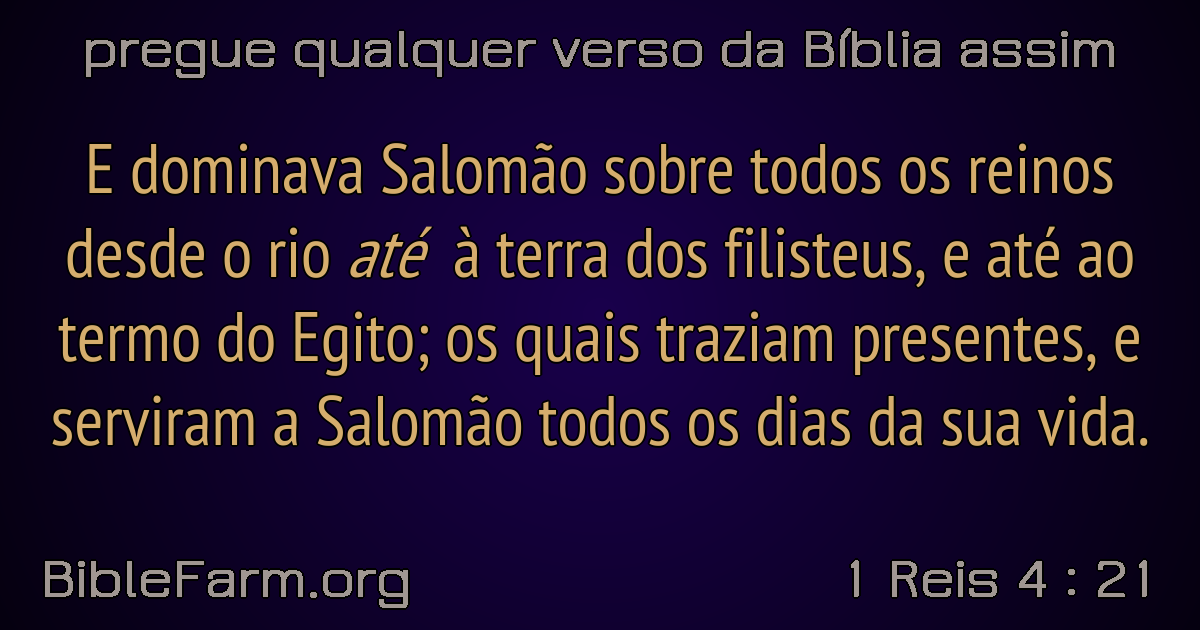 pregue qualquer verso da Bíblia assim
E dominava Salomão sobre todos os reinos
desde o rio até à terra dos filisteus, e até ao
termo do Egito; os quais traziam presentes, e
serviram a Salomão todos os dias da sua vida.
BibleFarm.org
1 Reis 4 : 21